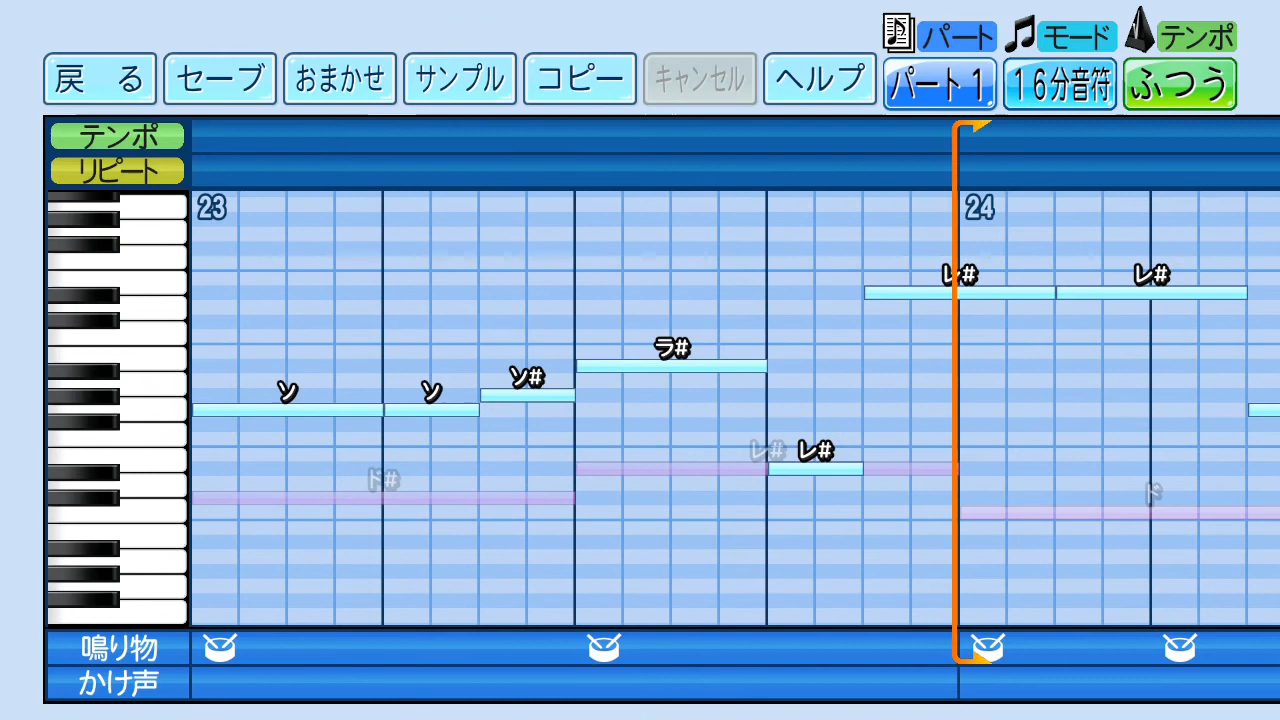 パート モード テンポ
戻 る セーブ おまかせ サンプル コピー キャンセル ヘルプ パート1 16分音符 ふつう
テンポ
リピート
23 24
レ# レ#
ラ#
ソ#
ソ ソ
レ# レ#
ド#
ド
鳴り物
かけ声